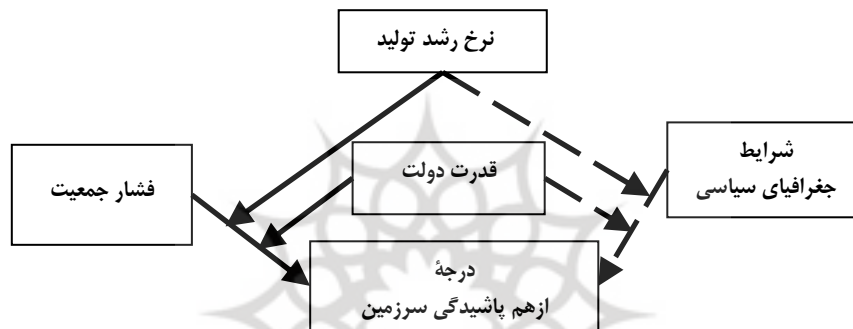 نرخ رشد تولید
شرایط
جغرافیای سیاسی
قدرت دولت
فشار جمعیت
درجهٔ
ازهم پاشیدگی سرزمین